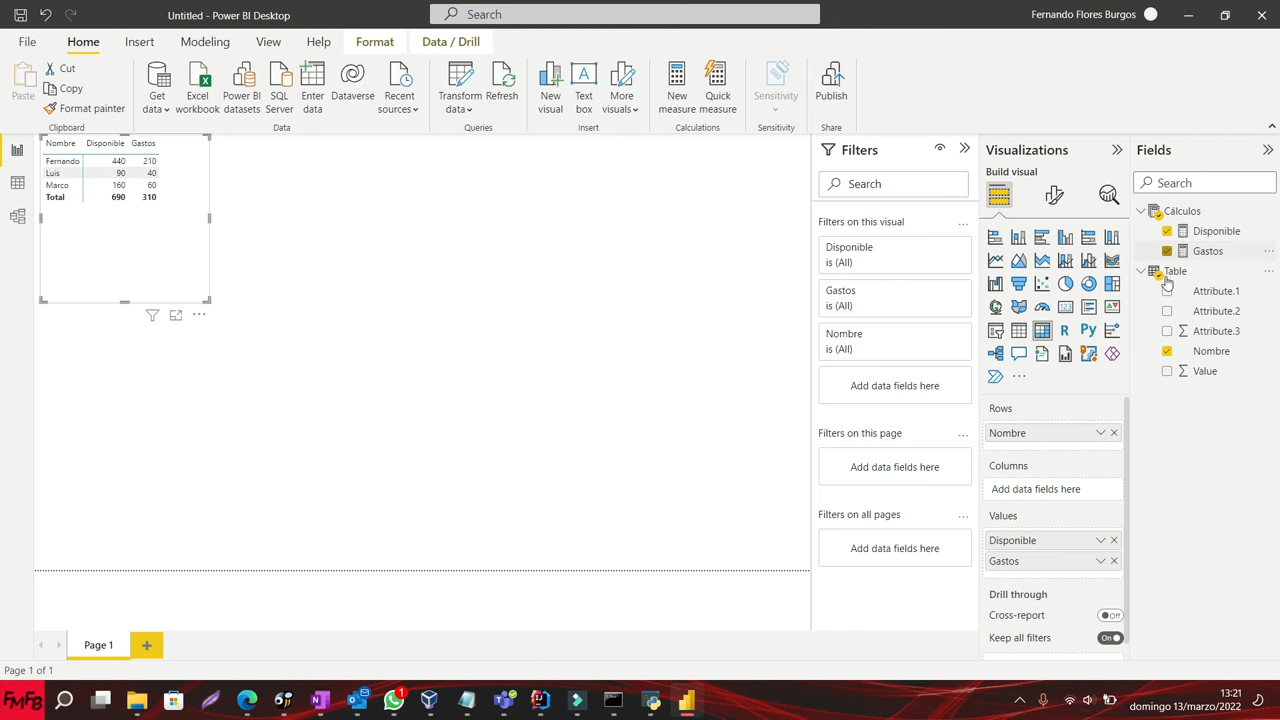 Untitled - Power BI Desktop
Search
Fernando Flores Burgos
File Home Insert Modeling View Help Format Data / Drill
Paste
Cut
Copy
Format painter
Clipboard
Get data
Excel workbook
Power BI datasets
SQL Server
Enter data
Dataverse
Recent sources
Data
Transform data
Refresh
Queries
New visual
Text box
More visuals
Insert
New measure
Quick measure
Calculations
Sensitivity
Sensitivity
Publish
Share
Nombre Disponible Gastos
Fernando 440 210
Luis 90 40
Marco 160 60
Total 690 310
Filters
Search
Filters on this visual
Disponible
is (All)
Gastos
is (All)
Nombre
is (All)
Add data fields here
Filters on this page
Add data fields here
Filters on all pages
Add data fields here
Visualizations
Build visual
R
Py
123
Rows
Nombre
Columns
Add data fields here
Values
Disponible
Gastos
Drill through
Cross-report
Off
Keep all filters
On
Fields
Search
Cálculos
Disponible
Gastos
Table
Attribute.1
Attribute.2
Attribute.3
Nombre
Value
Page 1
Page 1 of 1
FMFB
1
13:21
domingo 13/marzo/2022